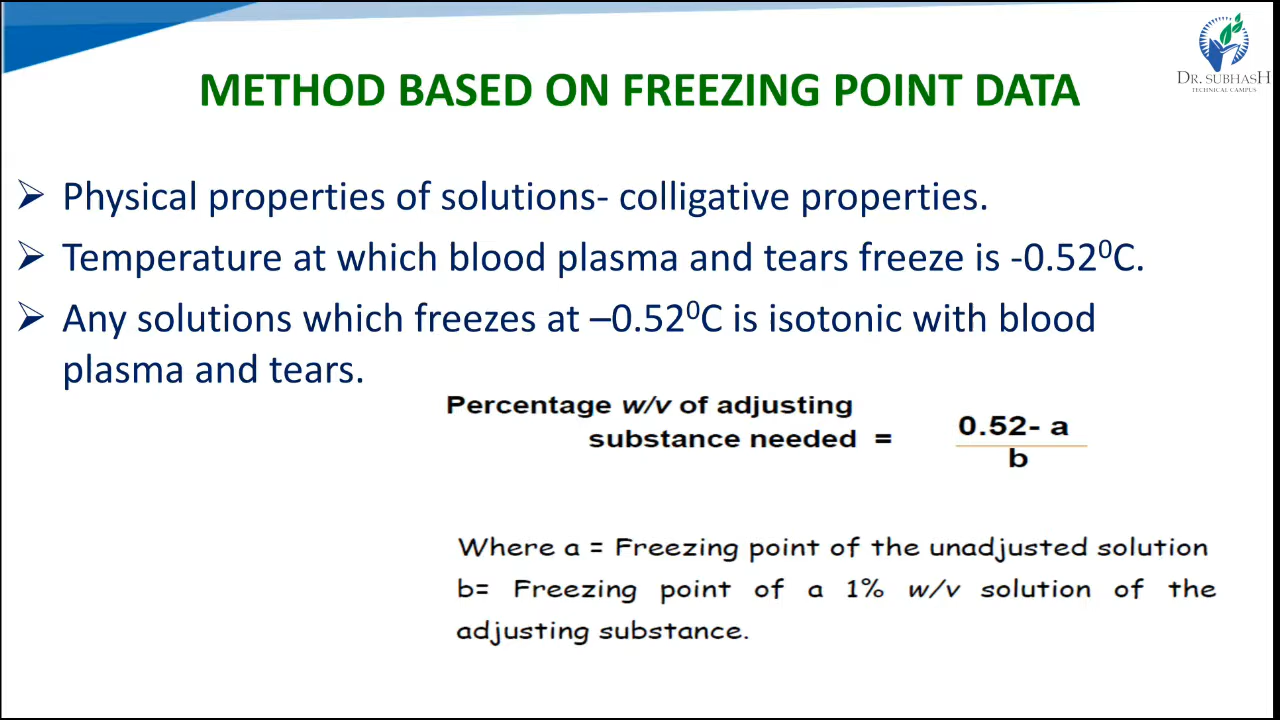 DR. SUBHASH
TECHNICAL CAMPUS
METHOD BASED ON FREEZING POINT DATA
➢ Physical properties of solutions- colligative properties.
➢ Temperature at which blood plasma and tears freeze is -0.52⁰C.
➢ Any solutions which freezes at –0.52⁰C is isotonic with blood
plasma and tears.
Percentage w/v of adjusting
substance needed =
0.52- a
b
Where a = Freezing point of the unadjusted solution
b= Freezing point of a 1% w/v solution of the
adjusting substance.